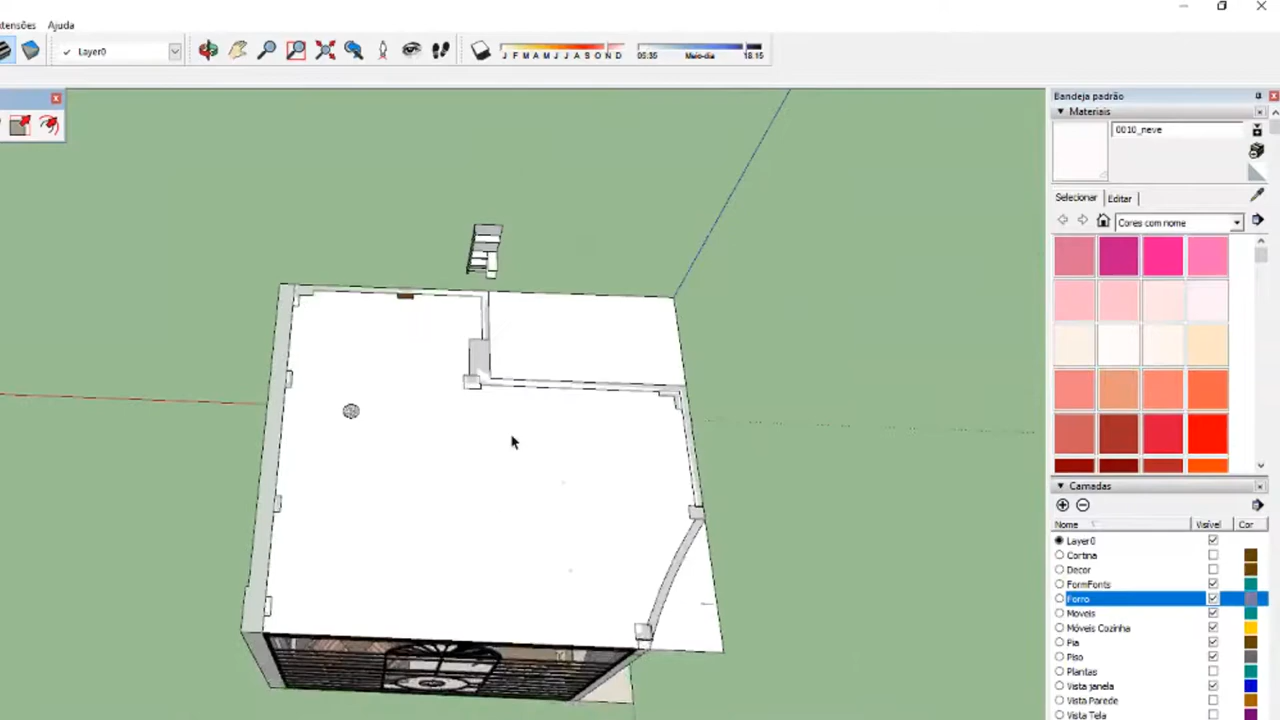 xtensões Ajuda
Layer0
J F M A M J J A S O N D 05:35 Meio-dia 18:15
Bandeja padrão
Materiais
0010_neve
Selecionar Editar
Cores com nome
Camadas
Nome Visível Cor
Layer0
Cortina
Decor
FormFonts
Forro
Moveis
Móveis Cozinha
Pia
Piso
Plantas
Vista janela
Vista Parede
Vista Tela